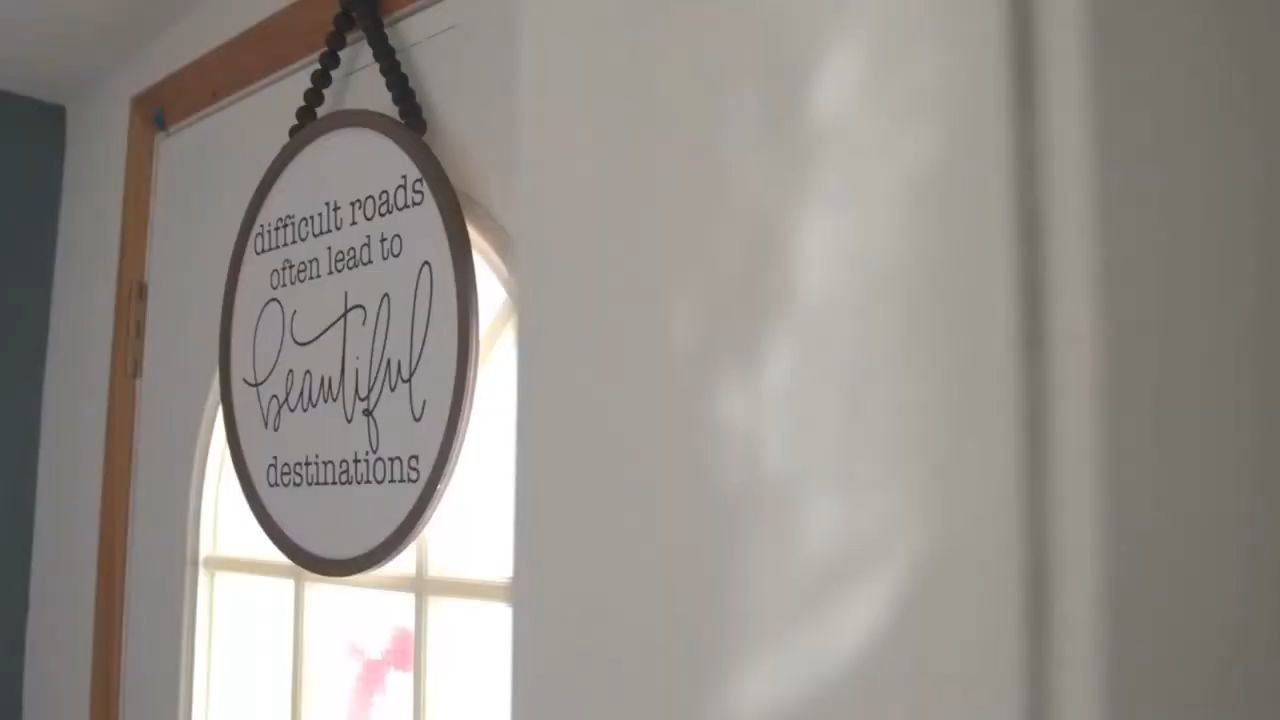 difficult roads
often lead to
beautiful
destinations